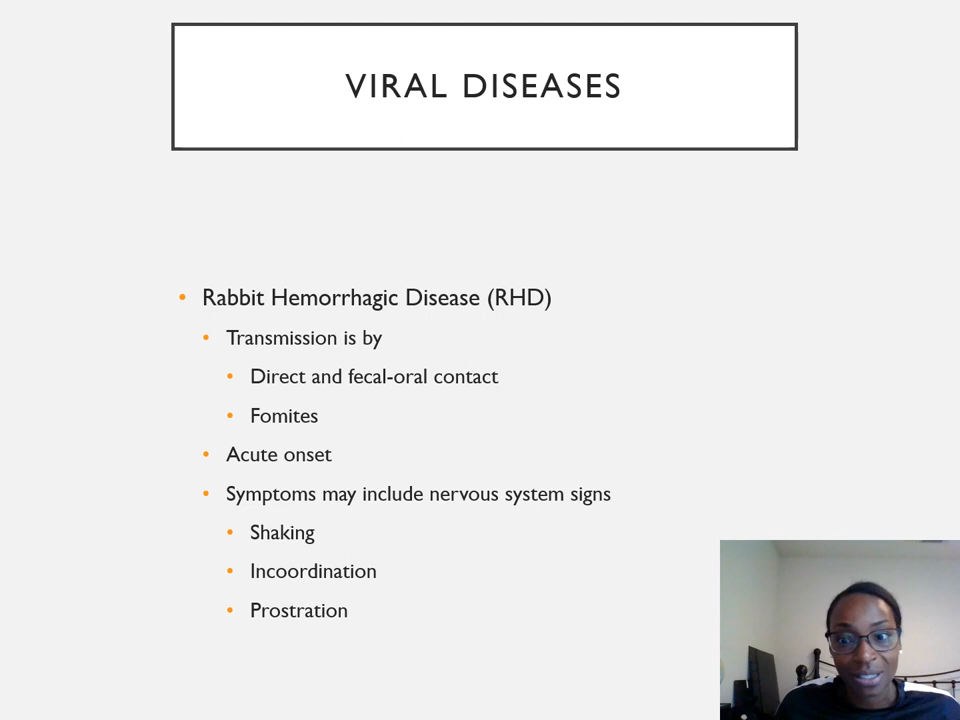 VIRAL DISEASES
Rabbit Hemorrhagic Disease (RHD)
Transmission is by
Direct and fecal-oral contact
Fomites
Acute onset
Symptoms may include nervous system signs
Shaking
Incoordination
Prostration